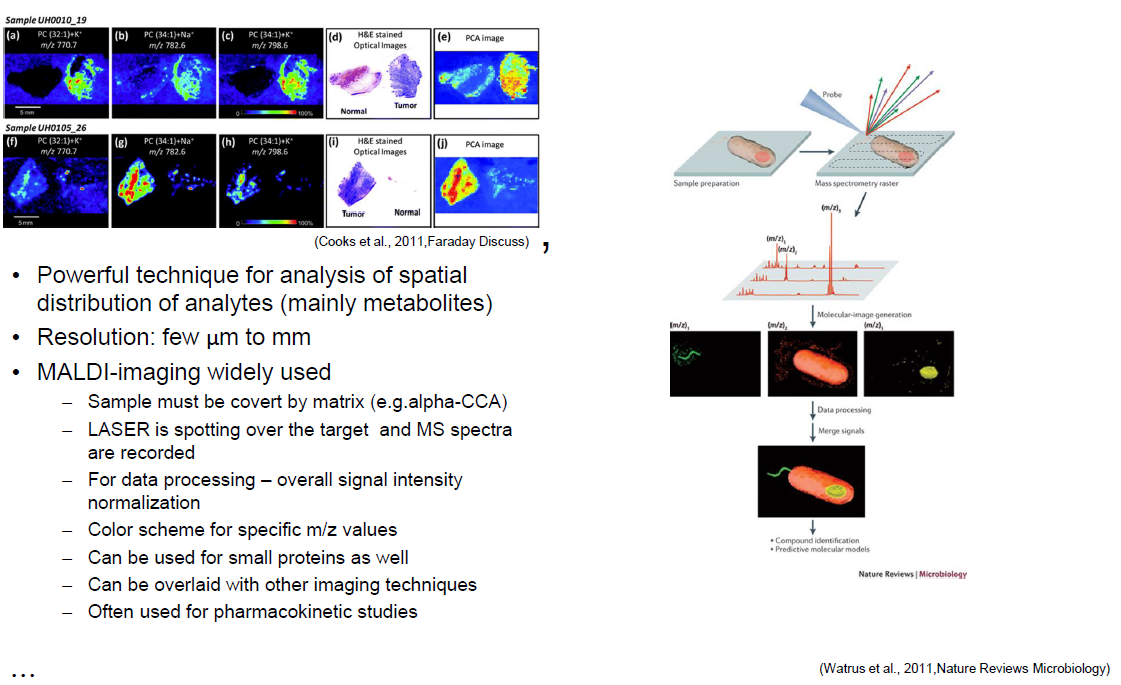 Sample UH0010_19
(a) PC (32:1)+K⁺
m/z 770.7
(b) PC (34:1)+Na⁺
m/z 782.6
(c) PC (34:1)+K⁺
m/z 798.6
(d) H&E stained
Optical Images
(e) PCA image
5 mm
0
100%
Normal
Tumor
Sample UH0105_26
(f) PC (32:1)+K⁺
m/z 770.7
(g) PC (34:1)+Na⁺
m/z 782.6
(h) PC (34:1)+K⁺
m/z 798.6
(i) H&E stained
Optical Images
(j) PCA image
5mm
0
100%
Tumor
Normal
(Cooks et al., 2011,Faraday Discuss) ,
• Powerful technique for analysis of spatial
distribution of analytes (mainly metabolites)
• Resolution: few μm to mm
• MALDI-imaging widely used
– Sample must be covert by matrix (e.g.alpha-CCA)
– LASER is spotting over the target and MS spectra
are recorded
– For data processing – overall signal intensity
normalization
– Color scheme for specific m/z values
– Can be used for small proteins as well
– Can be overlaid with other imaging techniques
– Often used for pharmacokinetic studies
...
Probe
Sample preparation
Mass spectrometry raster
(m/z)₃
(m/z)₁
(m/z)₂
Molecular-image generation
(m/z)₁
(m/z)₂
(m/z)₃
Data processing
Merge signals
• Compound identification
• Predictive molecular models
Nature Reviews | Microbiology
(Watrus et al., 2011,Nature Reviews Microbiology)